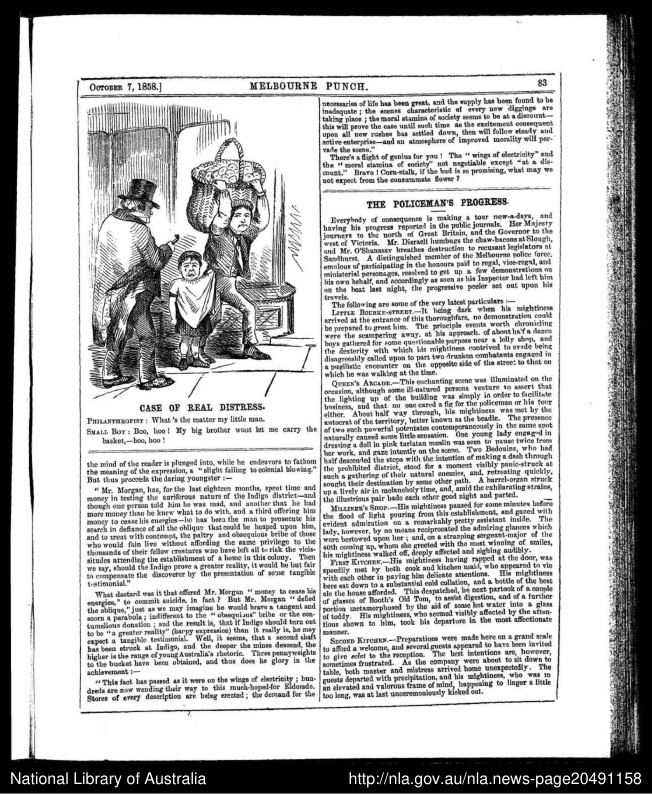 OCTOBER 7, 1858.]
MELBOURNE PUNCH.
83
CASE OF REAL DISTRESS.
PHILANTHROPIST: What 's the matter my little man.
SMALL BOY: Boo, hoo! My big brother wont let me carry the
basket,—boo, hoo!
the mind of the reader is plunged into, while he endeavors to fathom
the meaning of the expression, a "slight failing to colonial blowing."
But thus proceeds the daring youngster:—
"Mr. Morgan, has, for the last eighteen months, spent time and
money in testing the auriferous nature of the Indigo district—and
though one person told him he was mad, and another that he had
more money than he knew what to do with, and a third offering him
money to cease his energies—he has been the man to prosecute his
search in defiance of all the oblique that could be heaped upon him,
and to treat with contempt, the paltry and obsequious bribe of those
who would fain live without affording the same privilege to the
thousands of their fellow creatures who have left all to risk the vicis-
situdes attending the establishment of a home in this colony. Then
we say, should the Indigo prove a greater reality, it would be but fair
to compensate the discoverer by the presentation of some tangible
testimonial."
What dastard was it that offered Mr. Morgan "money to cease his
energies," to commit suicide, in fact? But Mr. Morgan "defied
the oblique," just as we may imagine he would brave a tangent and
scorn a parabola; indifferent to the "obsequious" bribe or the con-
tumelious donation; and the result is, that if Indigo should turn out
to be "a greater reality" (happy expression) than it really is, he may
expect a tangible testimonial. Well, it seems, that a second shaft
has been struck at Indigo, and the deeper the mines descend, the
higher is the range of young Australia's rhetoric. Three pennyweights
to the bucket have been obtained, and thus does he glory in the
achievement:—
"This fact has passed as it were on the wings of electricity; hun-
dreds are now wending their way to this much-hoped-for Eldorado.
Stores of every description are being erected; the demand for the
necessaries of life has been great, and the supply has been found to be
inadequate; the scenes characteristic of every new diggings are
taking place; the moral stamina of society seems to be at a discount—
this will prove the case until such time as the excitement consequent
upon all new rushes has settled down, then will follow steady and
active enterprise—and an atmosphere of improved morality will per-
vade the scene."
There's a flight of genius for you! The "wings of electricity" and
the "moral stamina of society" not negotiable except "at a dis-
count." Bravo! Corn-stalk, if the bud is so promising, what may we
not expect from the consummate flower?
THE POLICEMAN'S PROGRESS.
Everybody of consequence is making a tour now-a-days, and
having his progress reported in the public journals. Her Majesty
journeys to the north of Great Britain, and the Governor to the
west of Victoria. Mr. Disraeli humbugs the chaw-bacons at Slough,
and Mr. O'Shanassy breathes destruction to recusant legislators at
Sandhurst. A distinguished member of the Melbourne police force,
emulous of participating in the honours paid to regal, vice-regal, and
ministerial personages, resolved to get up a few demonstrations on
his own behalf, and accordingly as soon as his Inspector had left him
on the beat last night, the progressive peeler set out upon his
travels.
The following are some of the very latest particulars:—
LITTLE BOURKE-STREET.—It being dark when his mightiness
arrived at the entrance of this thoroughfare, no demonstration could
be prepared to greet him. The principle events worth chronicling
were the scampering away, at his approach, of about half a dozen
boys gathered for some questionable purpose near a lolly shop, and
the dexterity with which his mightiness contrived to evade being
disagreeably called upon to part two drunken combatants engaged in
a pugilistic encounter on the opposite side of the street to that on
which he was walking at the time.
QUEEN'S ARCADE.—This enchanting scene was illuminated on the
occasion, although some ill-natured persons venture to assert that
the lighting up of the building was simply in order to facilitate
business, and that no one cared a fig for the policeman or his tour
either. About half way through, his mightiness was met by the
autocrat of the territory, better known as the beadle. The presence
of two such powerful potentates contemporaneously in the same spot
naturally caused some little sensation. One young lady engaged in
dressing a doll in pink tarlatan muslin was seen to pause twice from
her work, and gaze intently on the scene. Two Bedouins, who had
half descended the steps with the intention of making a dash through
the prohibited district, stood for a moment visibly panic-struck at
such a gathering of their natural enemies, and, retreating quickly,
sought their destination by some other path. A barrel-organ struck
up a lively air in melancholy time, and, amid the exhilarating strains,
the illustrious pair bade each other good night and parted.
MILLINER'S SHOP.—His mightiness paused for some minutes before
the flood of light pouring from this establishment, and gazed with
evident admiration on a remarkably pretty assistant inside. The
lady, however, by no means reciprocated the admiring glances which
were bestowed upon her; and, on a strapping sergeant-major of the
40th coming up, whom she greeted with the most winning of smiles,
his mightiness walked off, deeply affected and sighing audibly.
FIRST KITCHEN.—His mightiness having rapped at the door, was
speedily met by both cook and kitchen maid, who appeared to vie
with each other in paying him delicate attentions. His mightiness
here sat down to a substantial cold collation, and a bottle of the best
ale the house afforded. This despatched, he next partook of a couple
of glasses of Booth's Old Tom, to assist digestion, and of a further
portion metamorphosed by the aid of some hot water into a glass
of toddy. His mightiness, who seemed visibly affected by the atten-
tions shown to him, took his departure in the most affectionate
manner.
SECOND KITCHEN.—Preparations were made here on a grand scale
to afford a welcome, and several guests appeared to have been invited
to give eclet to the reception. The best intentions are, however,
sometimes frustrated. As the company were about to sit down to
table, both master and mistress arrived home unexpectedly. The
guests departed with precipitation, and his mightiness, who was in
an elevated and valorous frame of mind, happening to linger a little
too long, was at last unceremoniously kicked out.
National Library of Australia
http://nla.gov.au/nla.news-page20491158